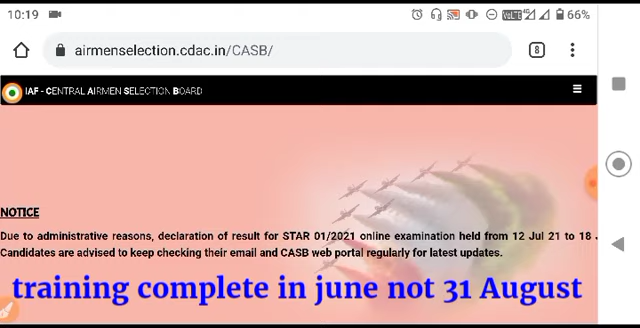 10:19
VoLTE
4G
66%
airmenselection.cdac.in/CASB/
8
IAF - CENTRAL AIRMEN SELECTION BOARD
NOTICE
Due to administrative reasons, declaration of result for STAR 01/2021 online examination held from 12 Jul 21 to 18
Candidates are advised to keep checking their email and CASB web portal regularly for latest updates.
training complete in june not 31 August